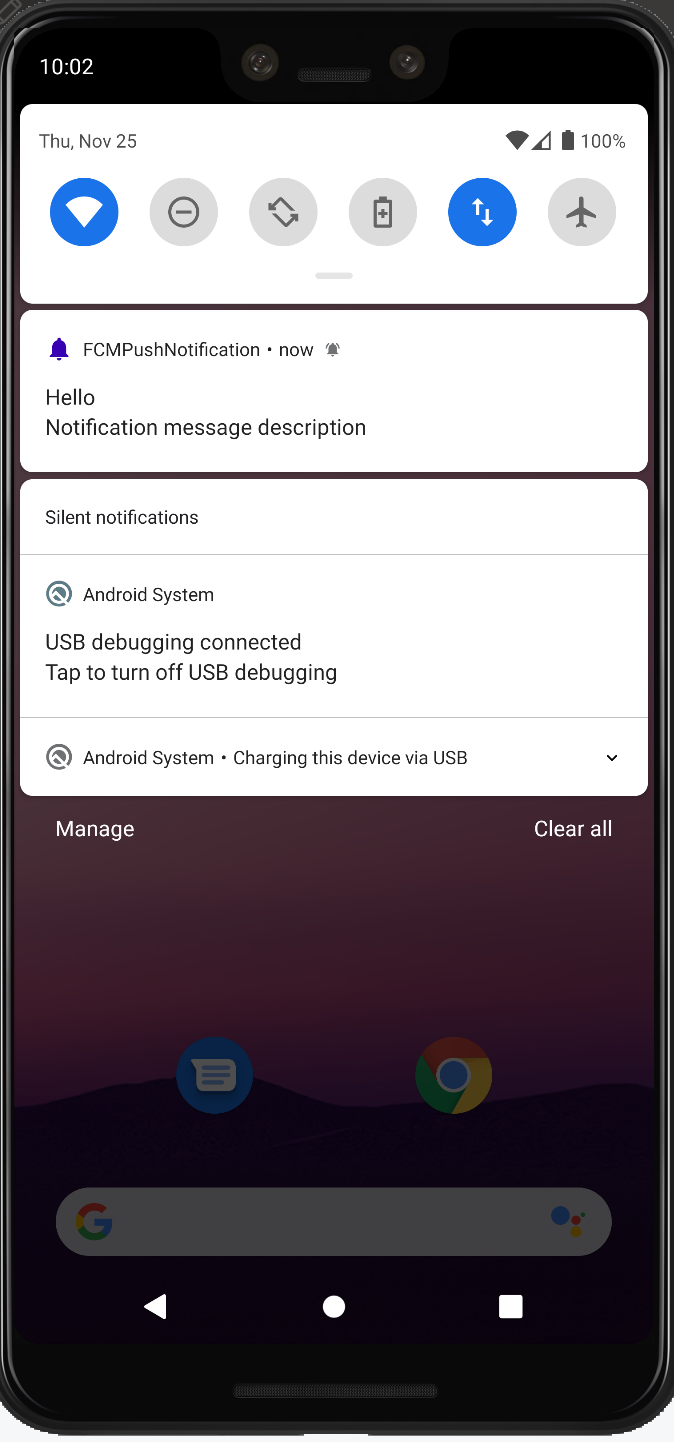 10:02
Thu, Nov 25
100%
FCMPushNotification • now
Hello
Notification message description
Silent notifications
Android System
USB debugging connected
Tap to turn off USB debugging
Android System • Charging this device via USB
Manage
Clear all